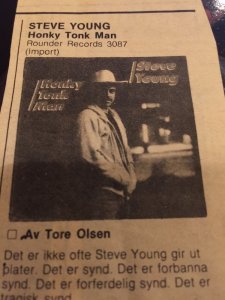 STEVE YOUNG
Honky Tonk Man
Rounder Records 3087
(Import)
Honky
Tonk
Man
Steve
Young
Av Tore Olsen
Det er ikke ofte Steve Young gir ut
plater. Det er synd. Det er forbanna
synd. Det er forferdelig synd. Det er
tragisk synd